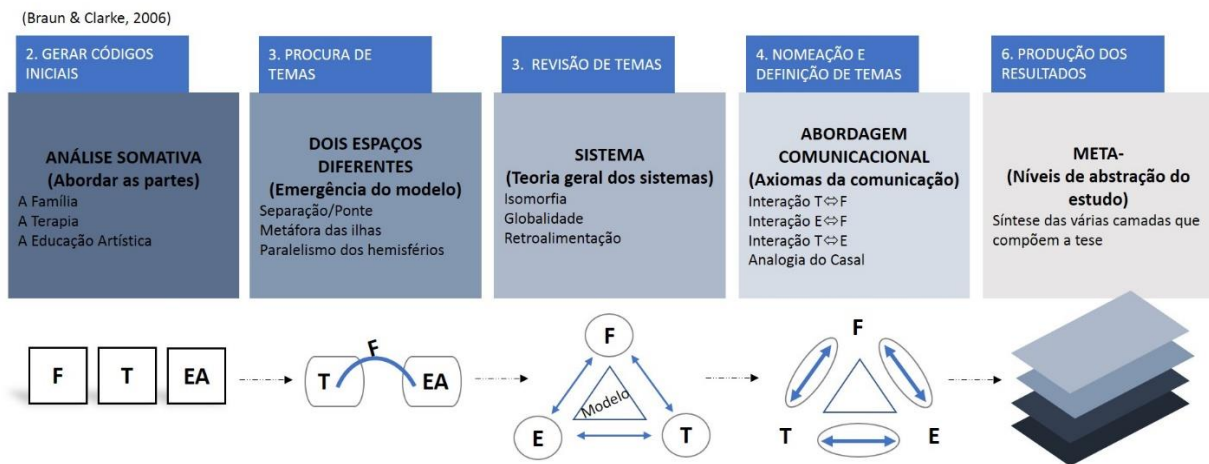 (Braun & Clarke, 2006)
2. GERAR CÓDIGOS
INICIAIS
3. PROCURA DE
TEMAS
3. REVISÃO DE TEMAS
4. NOMEAÇÃO E
DEFINIÇÃO DE TEMAS
6. PRODUÇÃO DOS
RESULTADOS
ANÁLISE SOMATIVA
(Abordar as partes)
A Família
A Terapia
A Educação Artística
DOIS ESPAÇOS
DIFERENTES
(Emergência do modelo)
Separação/Ponte
Metáfora das ilhas
Paralelismo dos hemisférios
SISTEMA
(Teoria geral dos sistemas)
Isomorfia
Globalidade
Retroalimentação
ABORDAGEM
COMUNICACIONAL
(Axiomas da comunicação)
Interação T⇔F
Interação E⇔F
Interação T⇔E
Analogia do Casal
META-
(Níveis de abstração do
estudo)
Síntese das várias camadas que
compõem a tese
F T EA
F
T EA
F
Modelo
E T
F
T E